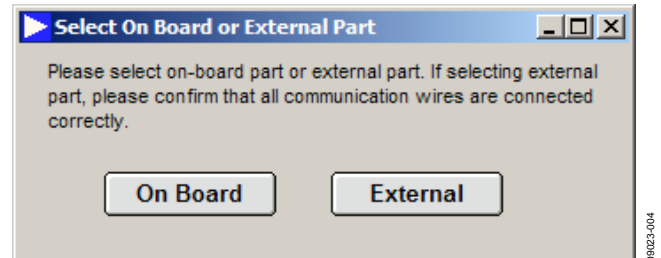 Select On Board or External Part
Please select on-board part or external part. If selecting external
part, please confirm that all communication wires are connected
correctly.
On Board
External
09023-004